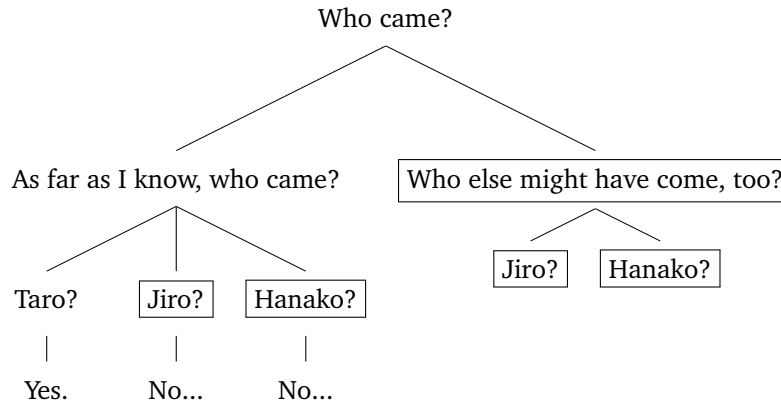 Who came?
As far as I know, who came?
Who else might have come, too?
Taro?
Jiro?
Hanako?
Jiro?
Hanako?
Yes.
No...
No...